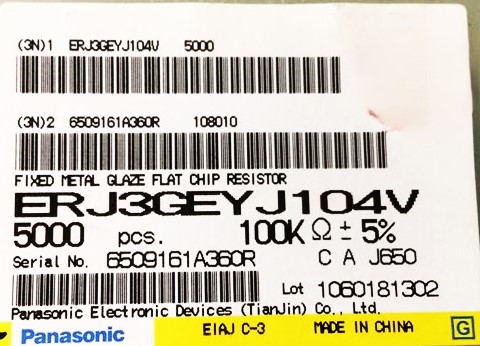 (3N)1 ERJ3GEYJ104V 5000
(3N)2 6509161A360R 108010
FIXED METAL GLAZE FLAT CHIP RESISTOR
ERJ3GEYJ104V
5000 pcs. 100K Ω ± 5%
Serial No. 6509161A360R C A J650
Lot 1060181302
Panasonic Electronic Devices (TianJin) Co., Ltd.
Panasonic EIAJ C-3 MADE IN CHINA G